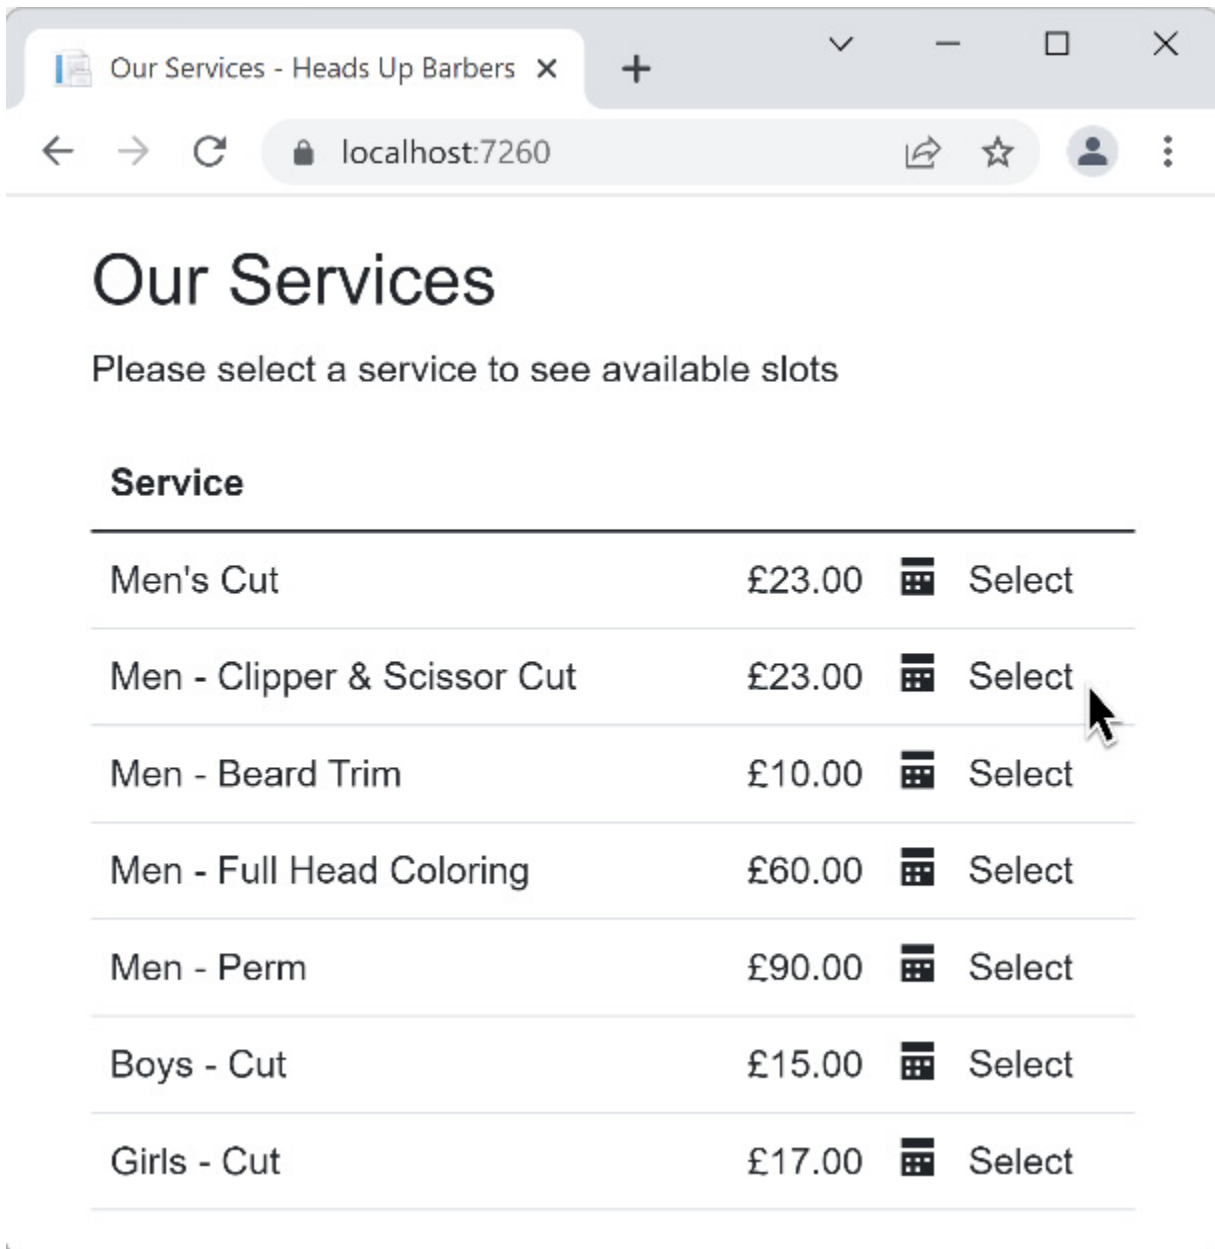 Our Services - Heads Up Barbers
localhost:7260
Our Services
Please select a service to see available slots
Service
Men's Cut £23.00 Select
Men - Clipper & Scissor Cut £23.00 Select
Men - Beard Trim £10.00 Select
Men - Full Head Coloring £60.00 Select
Men - Perm £90.00 Select
Boys - Cut £15.00 Select
Girls - Cut £17.00 Select